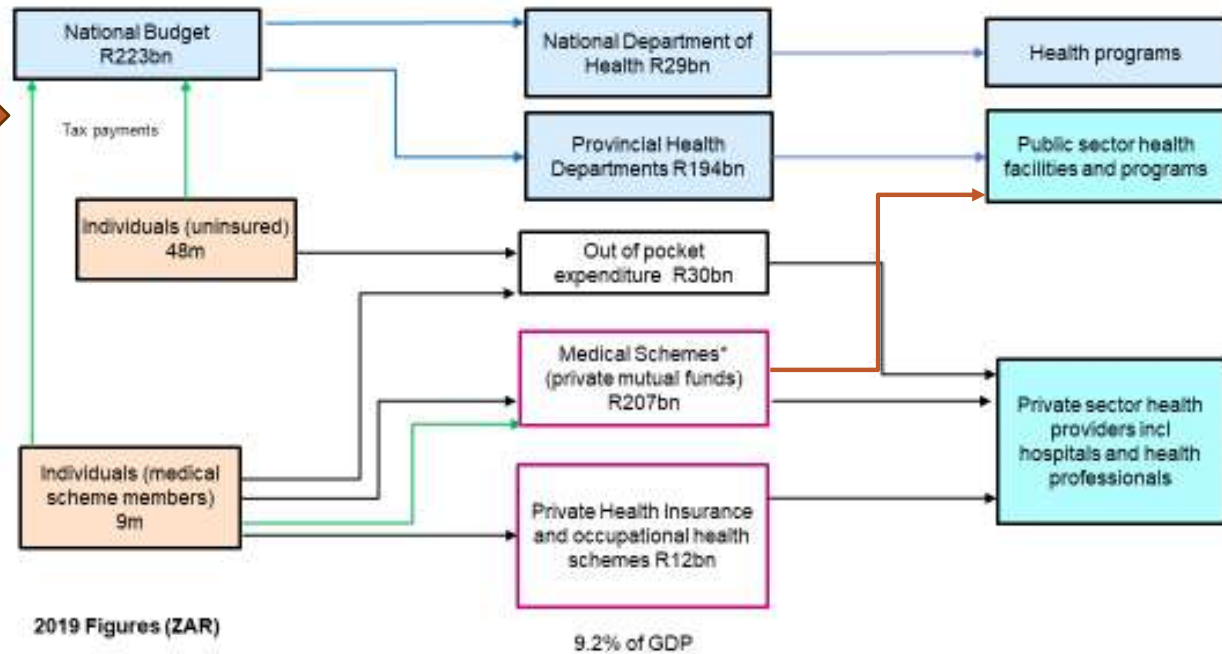 National Budget
R223bn
National Department of
Health R29bn
Health programs
Tax payments
Provincial Health
Departments R194bn
Public sector health
facilities and programs
Individuals (uninsured)
48m
Out of pocket
expenditure R30bn
Medical Schemes*
(private mutual funds)
R207bn
Private sector health
providers incl
hospitals and health
professionals
Individuals (medical
scheme members)
9m
Private Health Insurance
and occupational health
schemes R12bn
2019 Figures (ZAR)
9.2% of GDP